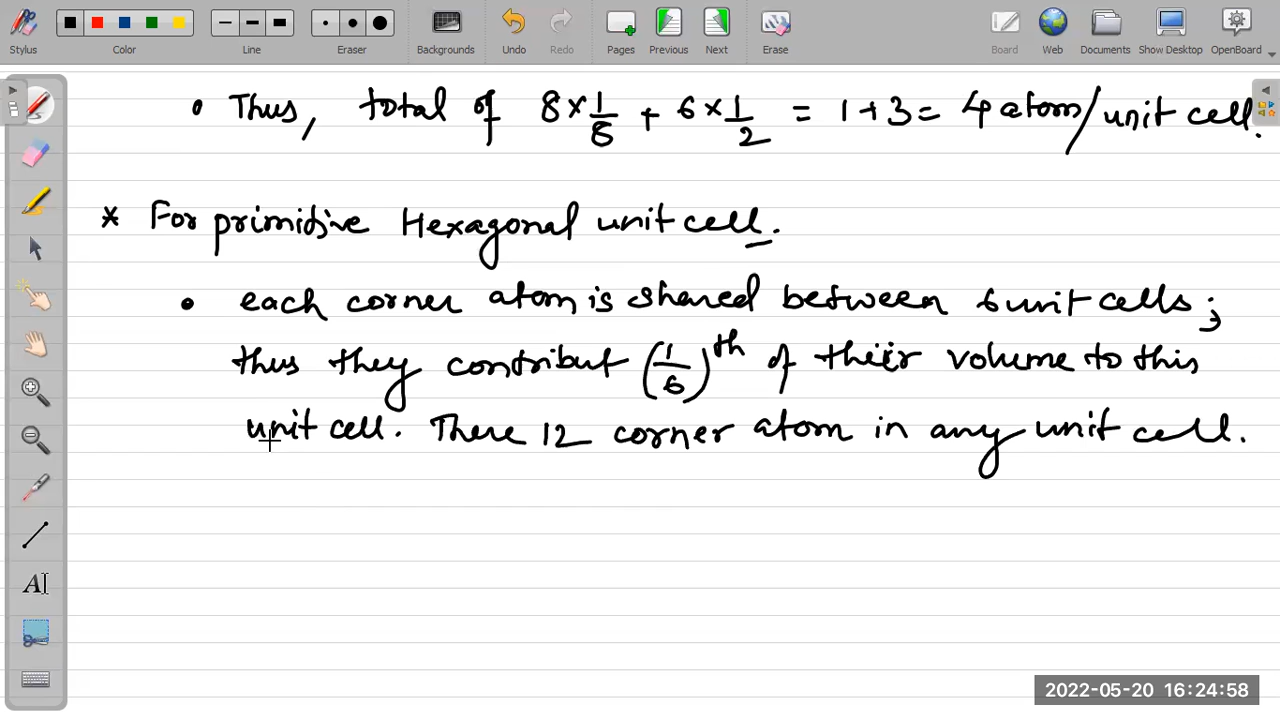 Stylus Color Line Eraser Backgrounds Undo Redo Pages Previous Next Erase Board Web Documents Show Desktop OpenBoard
• Thus, total of 8×1/8 + 6×1/2 = 1+3 = 4 atom/unit cell.
* For primitive Hexagonal unit cell.
• each corner atom is shared between 6 unit cells;
thus they contribut (1/6)th of their volume to this
unit cell. There 12 corner atom in any unit cell.
AI
2022-05-20 16:24:58